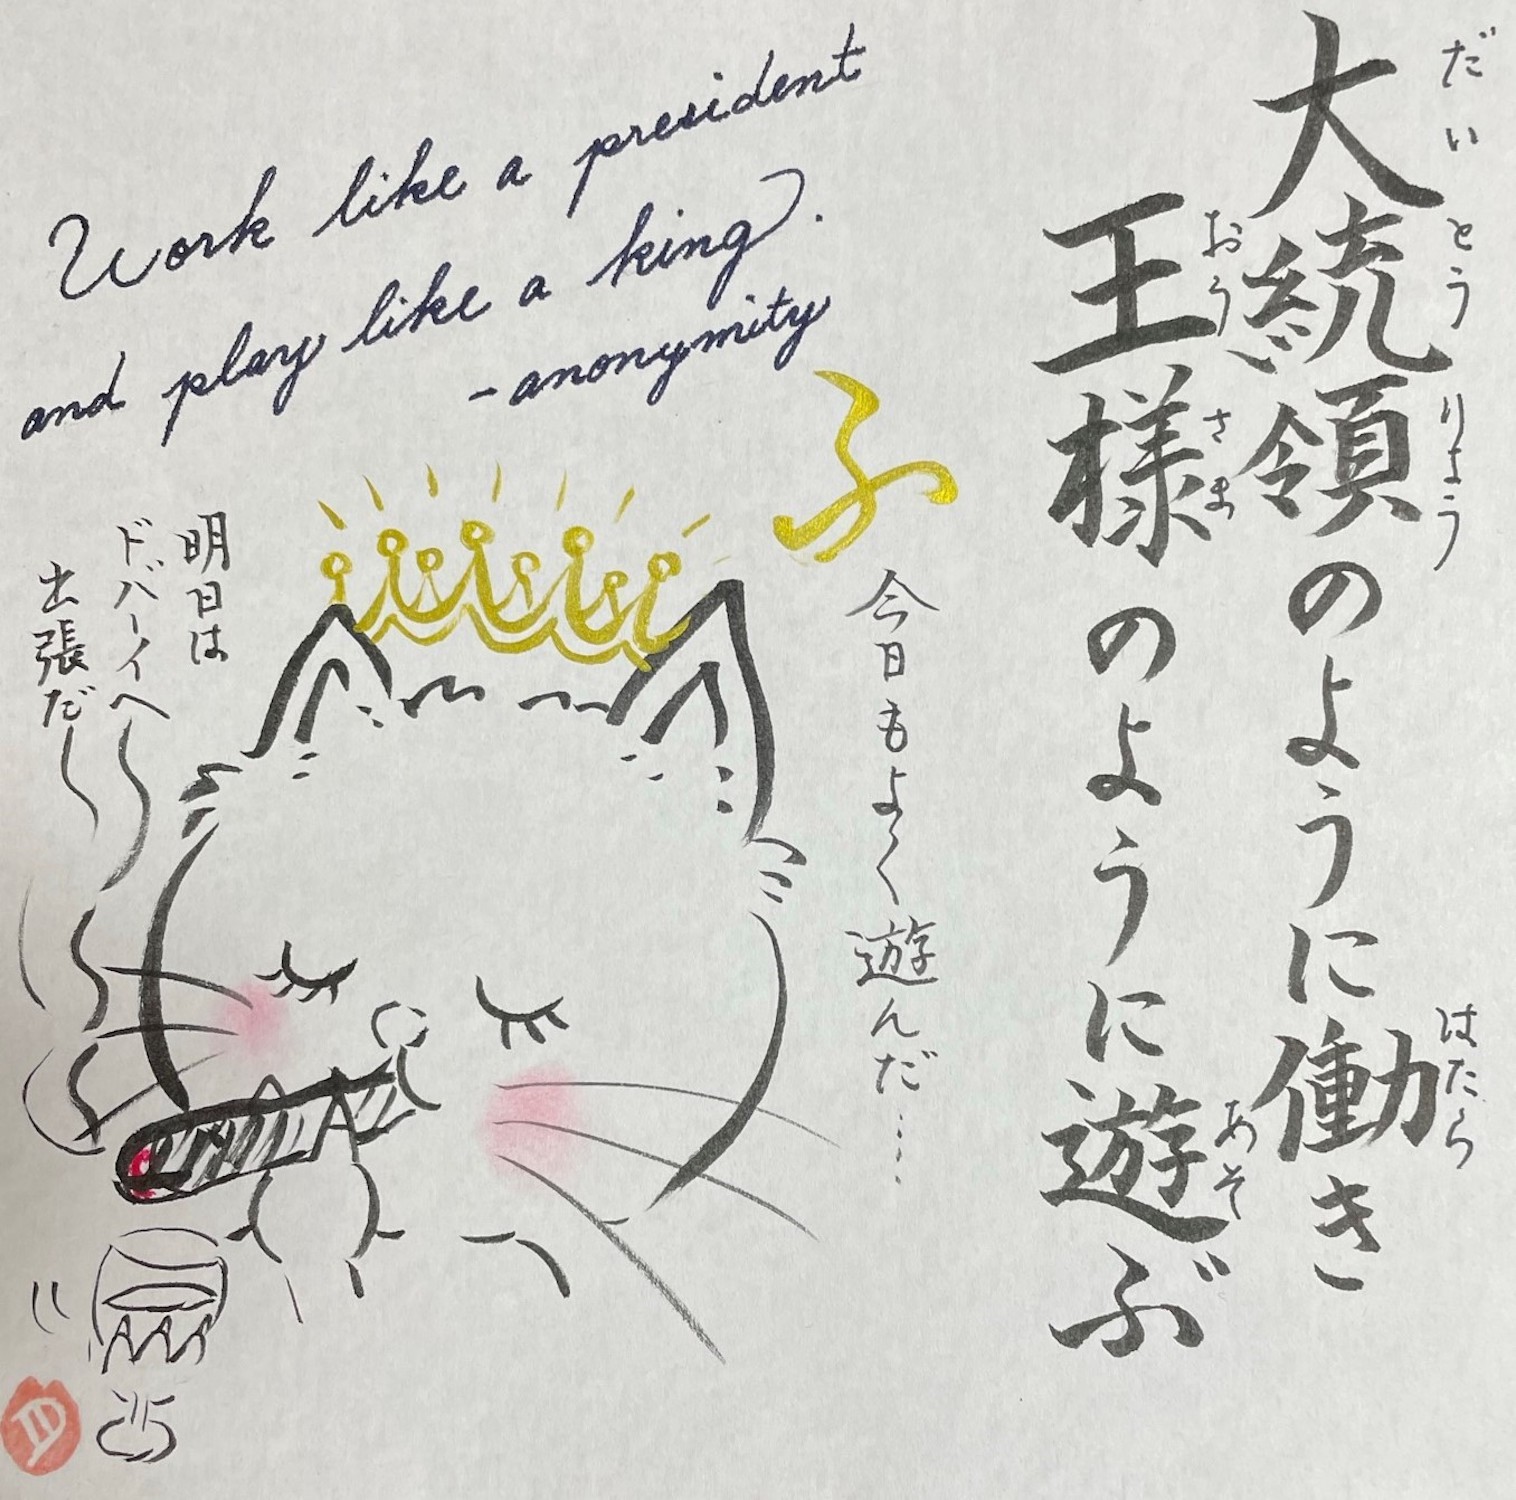 大統領のように働き
だいとうりょう
はたら
王様のように遊ぶ
おうさま
あそ
Work like a president
and play like a king.
-anonymity
ふ
今日もよく遊んだ……
明日は
ドバーイへ
出張だ